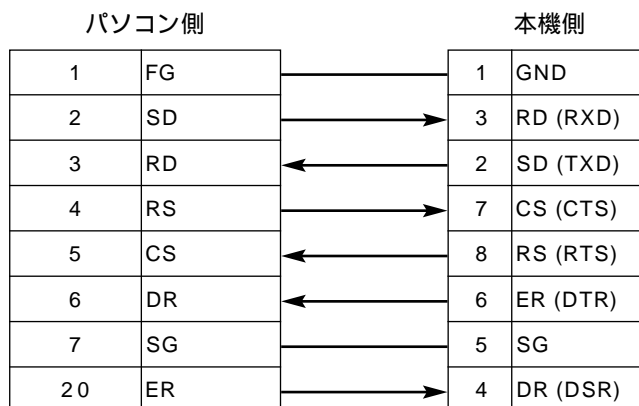 パソコン側 本機側
1 FG 1 GND
2 SD 3 RD (RXD)
3 RD 2 SD (TXD)
4 RS 7 CS (CTS)
5 CS 8 RS (RTS)
6 DR 6 ER (DTR)
7 SG 5 SG
20 ER 4 DR (DSR)